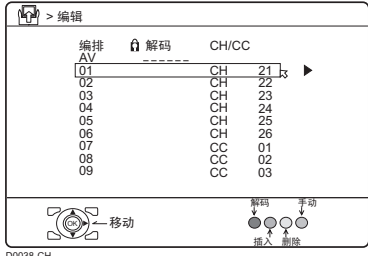 > 编辑
编排 解码 CH/CC
AV ------
01 CH 21
02 CH 22
03 CH 23
04 CH 24
05 CH 25
06 CH 26
07 CC 01
08 CC 02
09 CC 03
解码 手动
OK 移动
插入 删除
D0038-CH